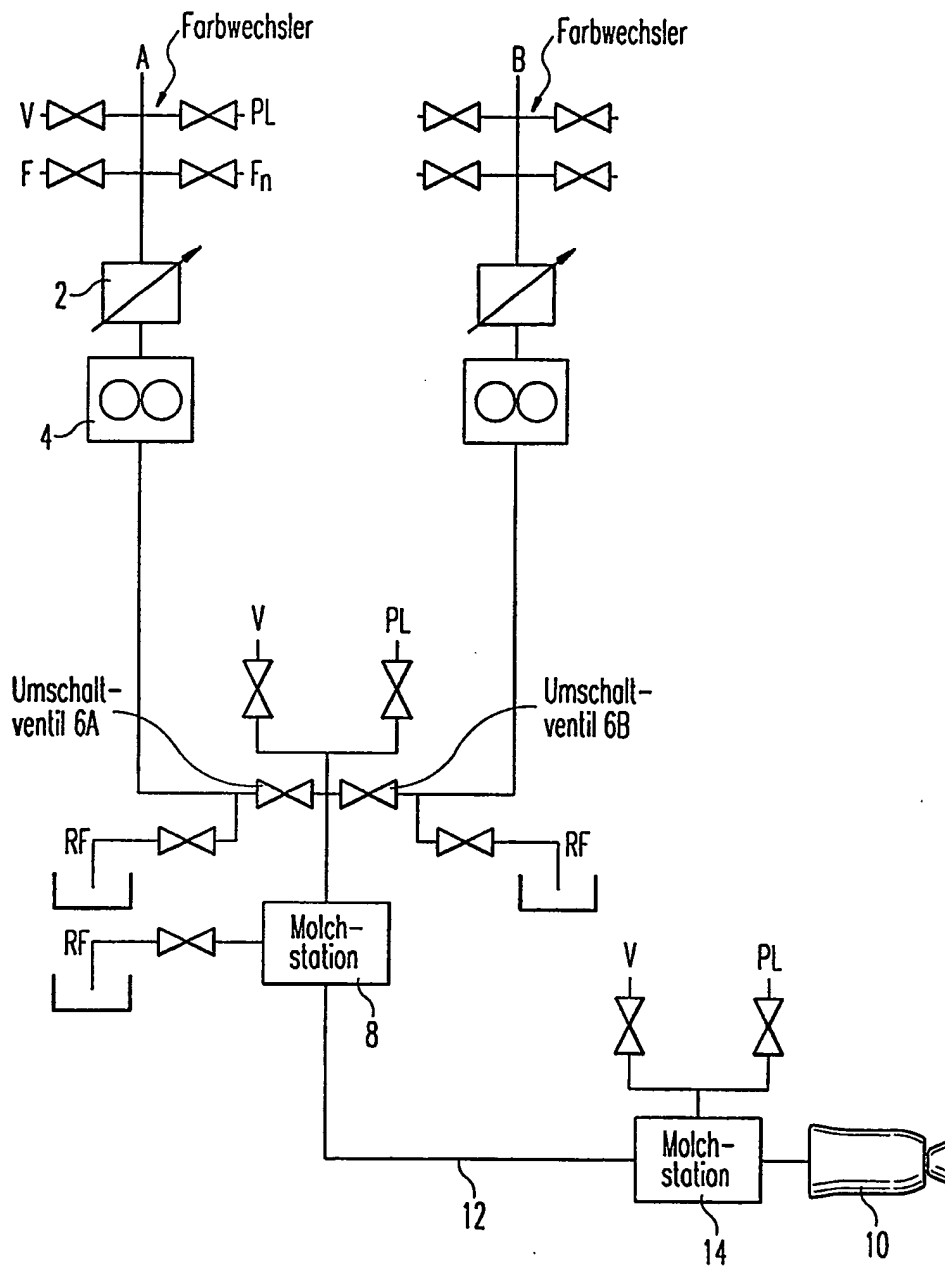 Farbwechsler
Farbwechsler
A
B
V
PL
F
Fn
2
4
V
PL
Umschalt-
ventil 6A
Umschalt-
ventil 6B
RF
RF
RF
Molch-
station
8
V
PL
Molch-
station
12
14
10